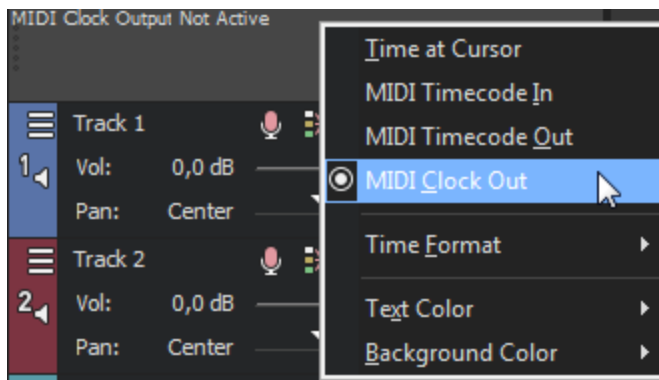 MIDI Clock Output Not Active
Time at Cursor
MIDI Timecode In
MIDI Timecode Out
MIDI Clock Out
Time Format
Text Color
Background Color
Track 1
1
Vol: 0,0 dB
Pan: Center
Track 2
2
Vol: 0,0 dB
Pan: Center